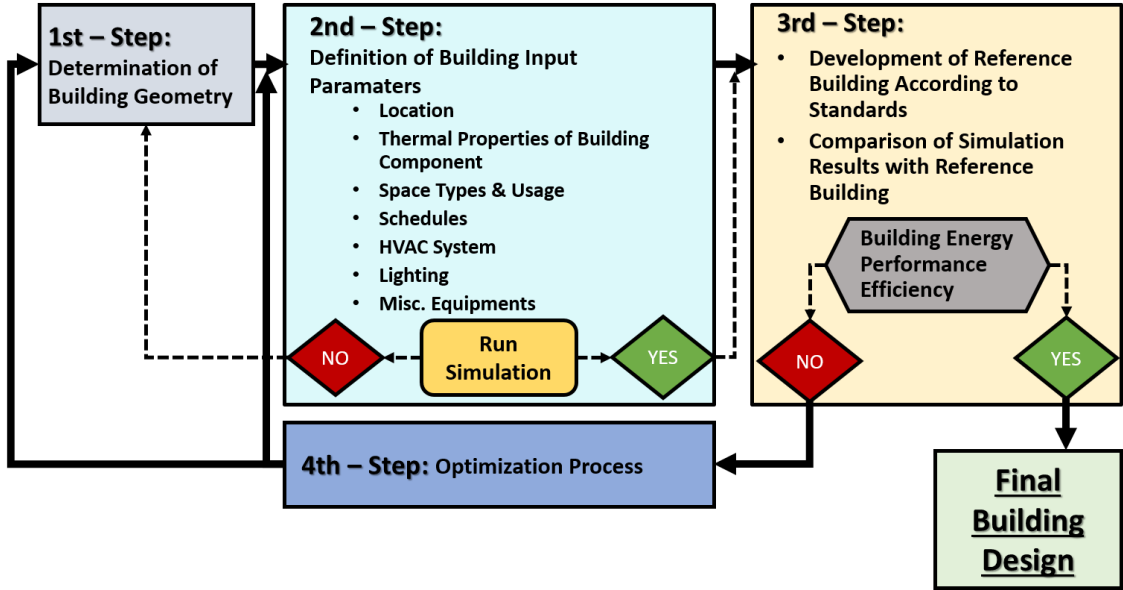 1st – Step:
Determination of
Building Geometry
2nd – Step:
Definition of Building Input
Paramaters
• Location
• Thermal Properties of Building
Component
• Space Types & Usage
• Schedules
• HVAC System
• Lighting
• Misc. Equipments
NO
Run
Simulation
YES
3rd – Step:
• Development of Reference
Building According to
Standards
• Comparison of Simulation
Results with Reference
Building
Building Energy
Performance
Efficiency
NO
YES
4th – Step: Optimization Process
Final
Building
Design